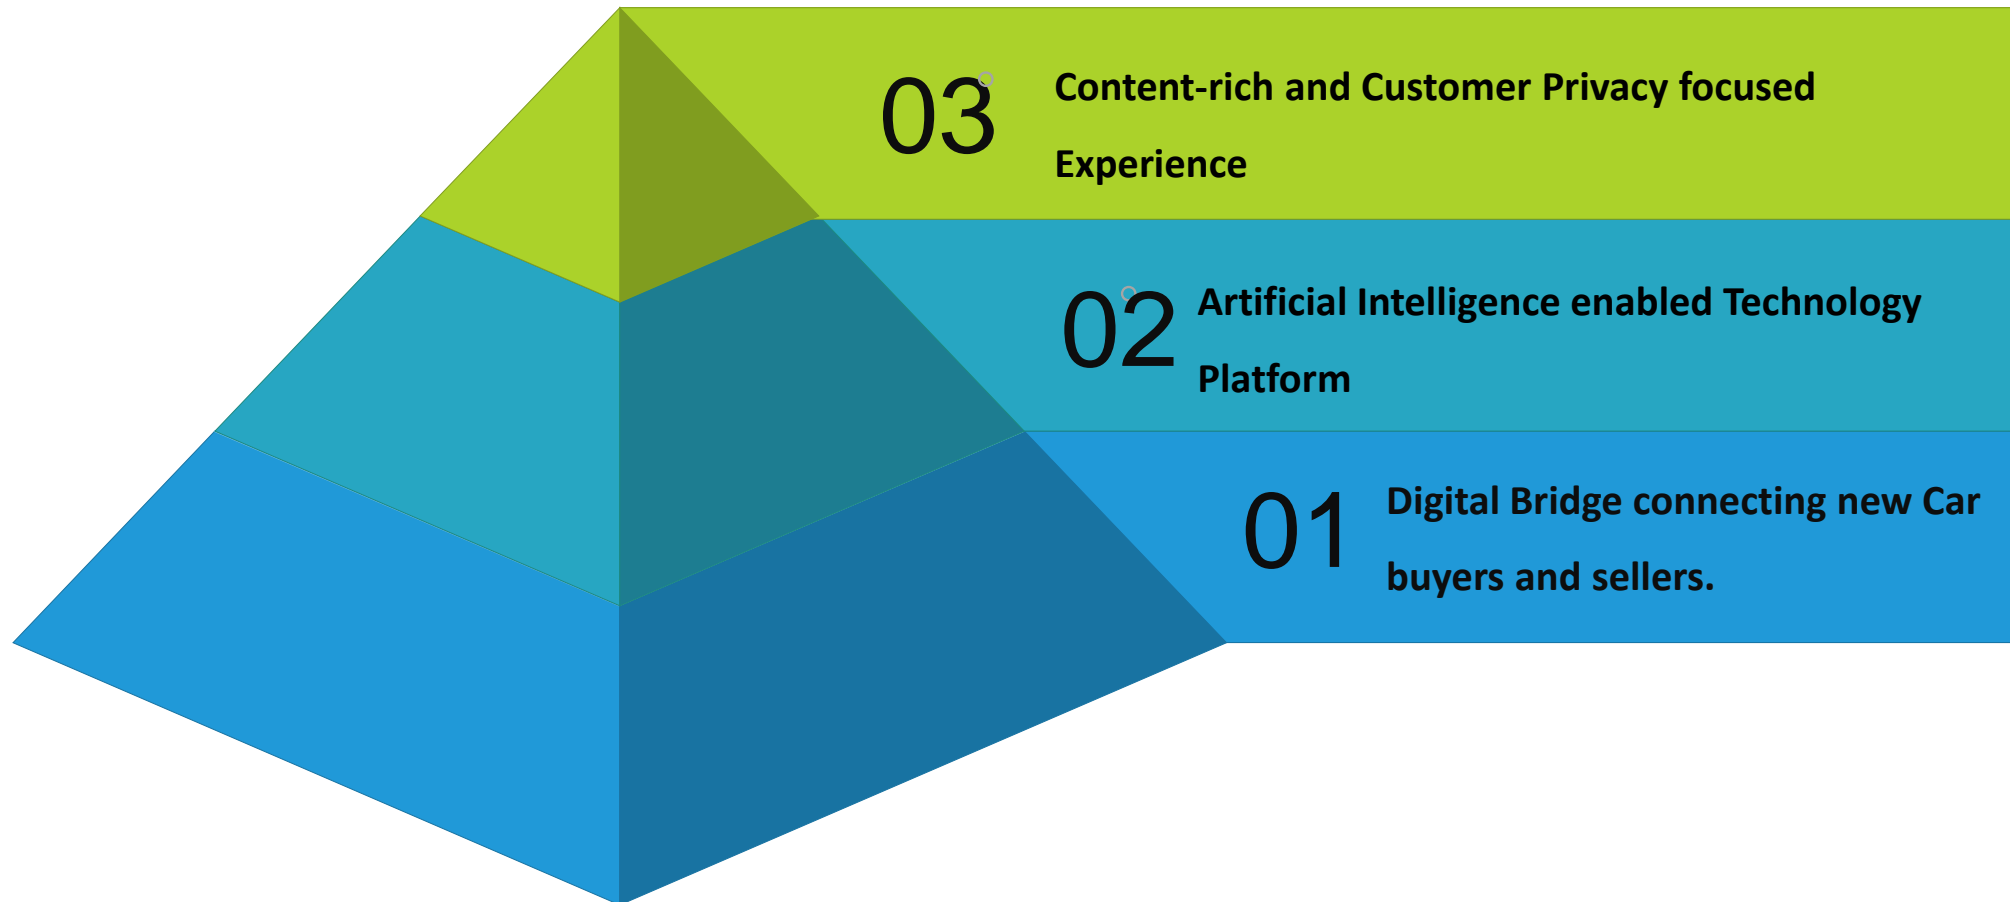 03
Content-rich and Customer Privacy focused
Experience
02
Artificial Intelligence enabled Technology
Platform
01
Digital Bridge connecting new Car
buyers and sellers.